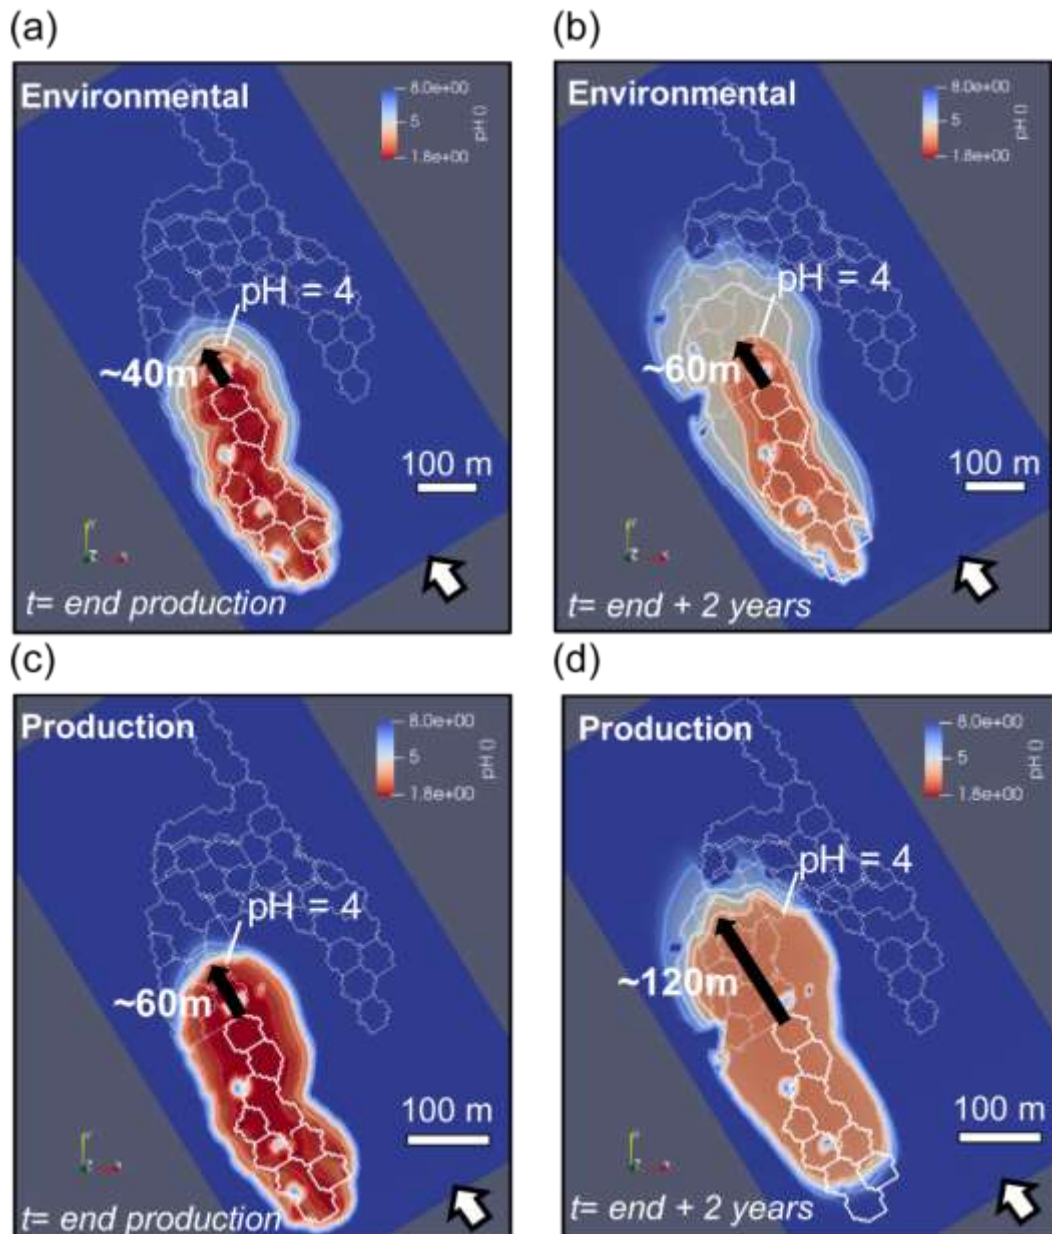 (a)
Environmental
8.0e+00
5
1.8e+00
pH ()
pH = 4
~40m
100 m
t= end production
(b)
Environmental
8.0e+00
5
1.8e+00
pH ()
pH = 4
~60m
100 m
t= end + 2 years
(c)
Production
8.0e+00
5
1.8e+00
pH ()
pH = 4
~60m
100 m
t= end production
(d)
Production
8.0e+00
5
1.8e+00
pH ()
pH = 4
~120m
100 m
t= end + 2 years